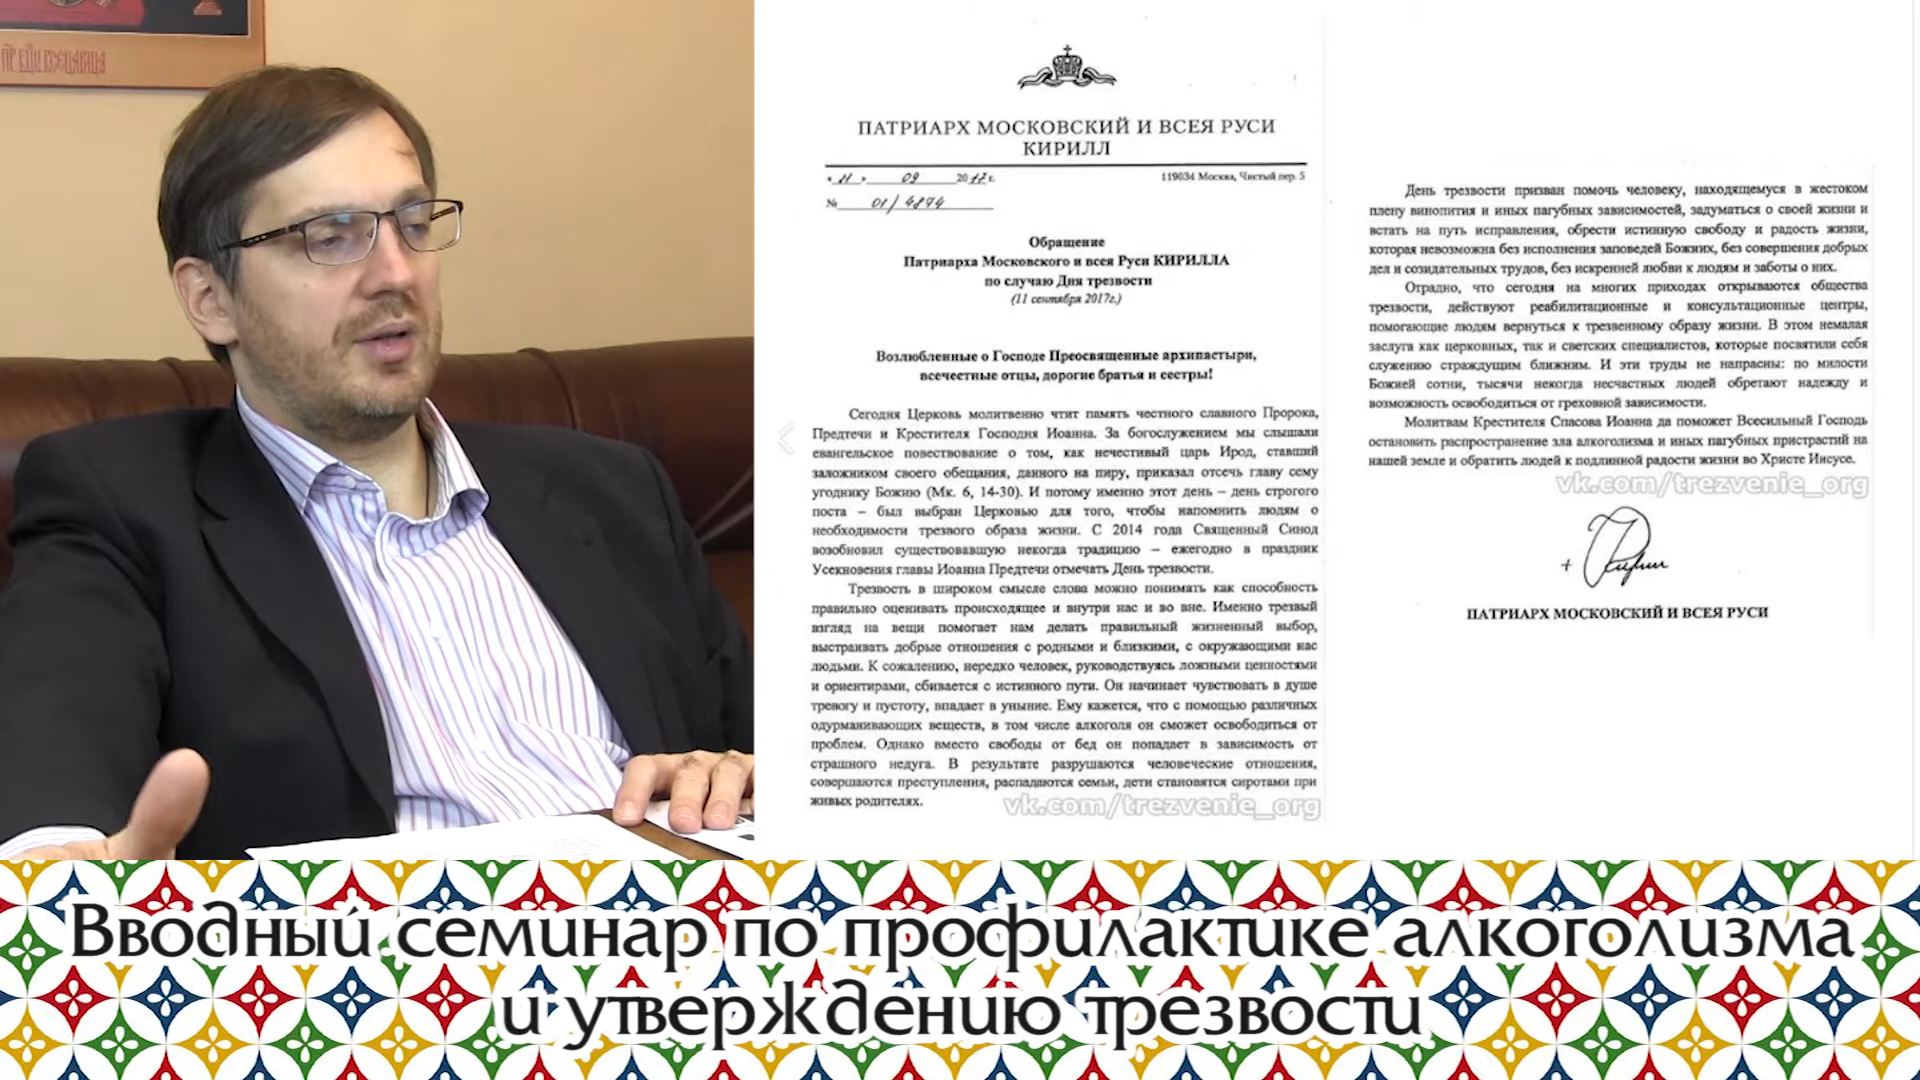 ПАТРИАРХ МОСКОВСКИЙ И ВСЕЯ РУСИ
КИРИЛЛ
« 11 » 09 2017 г.
119034 Москва, Чистый пер. 5
№ 01/4874
Обращение
Патриарха Московского и всея Руси КИРИЛЛА
по случаю Дня трезвости
(11 сентября 2017г.)
Возлюбленные о Господе Преосвященные архипастыри,
всечестные отцы, дорогие братья и сестры!
Сегодня Церковь молитвенно чтит память честного славного Пророка,
Предтечи и Крестителя Господня Иоанна. За богослужением мы слышали
евангельское повествование о том, как нечестивый царь Ирод, ставший
заложником своего обещания, данного на пиру, приказал отсечь главу сему
угоднику Божию (Мк. 6, 14-30). И потому именно этот день – день строгого
поста – был выбран Церковью для того, чтобы напомнить людям о
необходимости трезвого образа жизни. С 2014 года Священный Синод
возобновил существовавшую некогда традицию – ежегодно в праздник
Усекновения главы Иоанна Предтечи отмечать День трезвости.
Трезвость в широком смысле слова можно понимать как способность
правильно оценивать происходящее и внутри нас и во вне. Именно трезвый
взгляд на вещи помогает нам делать правильный жизненный выбор,
выстраивать добрые отношения с родными и близкими, с окружающими нас
людьми. К сожалению, нередко человек, руководствуясь ложными ценностями
и ориентирами, сбивается с истинного пути. Он начинает чувствовать в душе
тревогу и пустоту, впадает в уныние. Ему кажется, что с помощью различных
одурманивающих веществ, в том числе алкоголя он сможет освободиться от
проблем. Однако вместо свободы от бед он попадает в зависимость от
страшного недуга. В результате разрушаются человеческие отношения,
совершаются преступления, распадаются семьи, дети становятся сиротами при
живых родителях.
vk.com/trezvenie_org
День трезвости призван помочь человеку, находящемуся в жестоком
плену винопития и иных пагубных зависимостей, задуматься о своей жизни и
встать на путь исправления, обрести истинную свободу и радость жизни,
которая невозможна без исполнения заповедей Божиих, без совершения добрых
дел и созидательных трудов, без искренней любви к людям и заботы о них.
Отрадно, что сегодня на многих приходах открываются общества
трезвости, действуют реабилитационные и консультационные центры,
помогающие людям вернуться к трезвенному образу жизни. В этом немалая
заслуга как церковных, так и светских специалистов, которые посвятили себя
служению страждущим ближним. И эти труды не напрасны: по милости
Божией сотни, тысячи некогда несчастных людей обретают надежду и
возможность освободиться от греховной зависимости.
Молитвам Крестителя Спасова Иоанна да поможет Всесильный Господь
остановить распространение зла алкоголизма и иных пагубных пристрастий на
нашей земле и обратить людей к подлинной радости жизни во Христе Иисусе.
vk.com/trezvenie_org
ПАТРИАРХ МОСКОВСКИЙ И ВСЕЯ РУСИ
Вводный семинар по профилактике алкоголизма
и утверждению трезвости